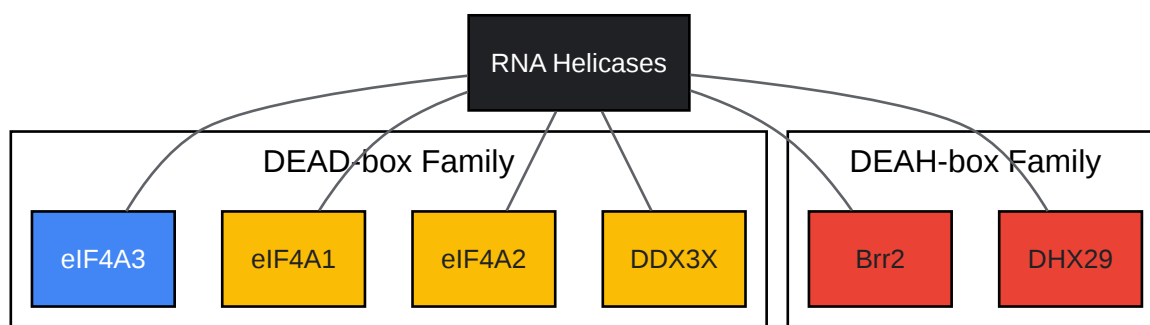 RNA Helicases
DEAD-box Family
DEAH-box Family
eIF4A3
eIF4A1
eIF4A2
DDX3X
Brr2
DHX29